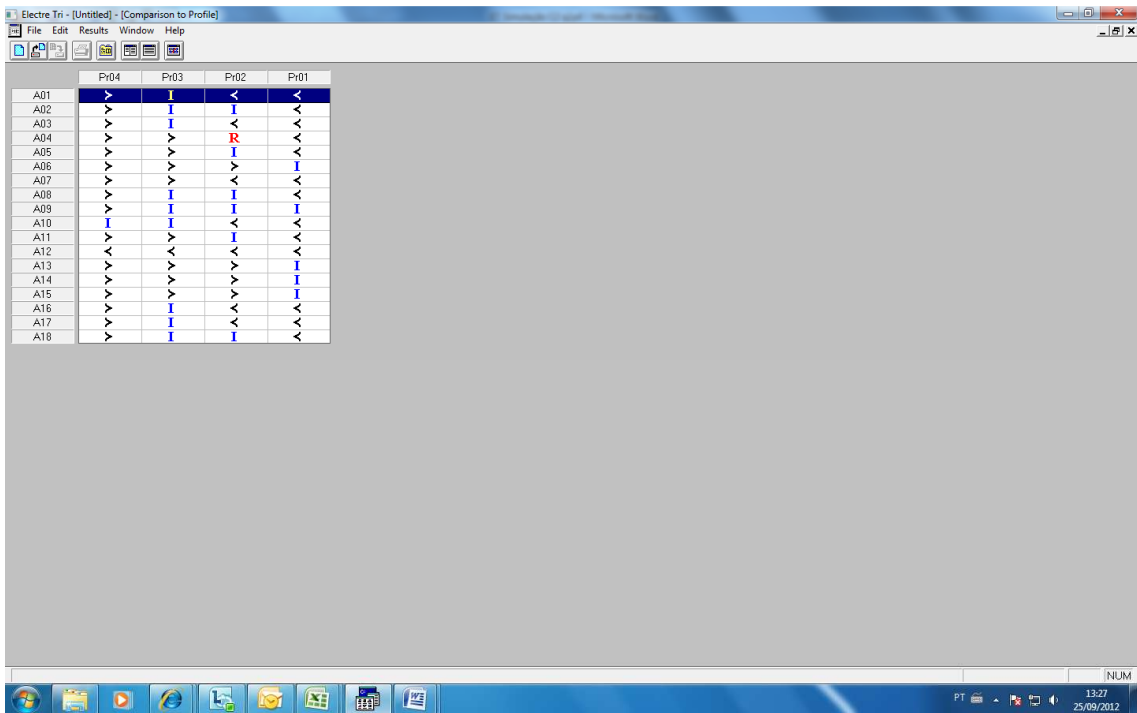 Electre Tri - [Untitled] - [Comparison to Profile]
File Edit Results Window Help
Pr04 Pr03 Pr02 Pr01
A01 > I < <
A02 > I I <
A03 > I < <
A04 > > R <
A05 > > I <
A06 > > > I
A07 > > < <
A08 > I I <
A09 > I I I
A10 I I < <
A11 > > I <
A12 < < < <
A13 > > > I
A14 > > > I
A15 > > > I
A16 > I < <
A17 > I < <
A18 > I I <
NUM
PT 13:27
25/09/2012